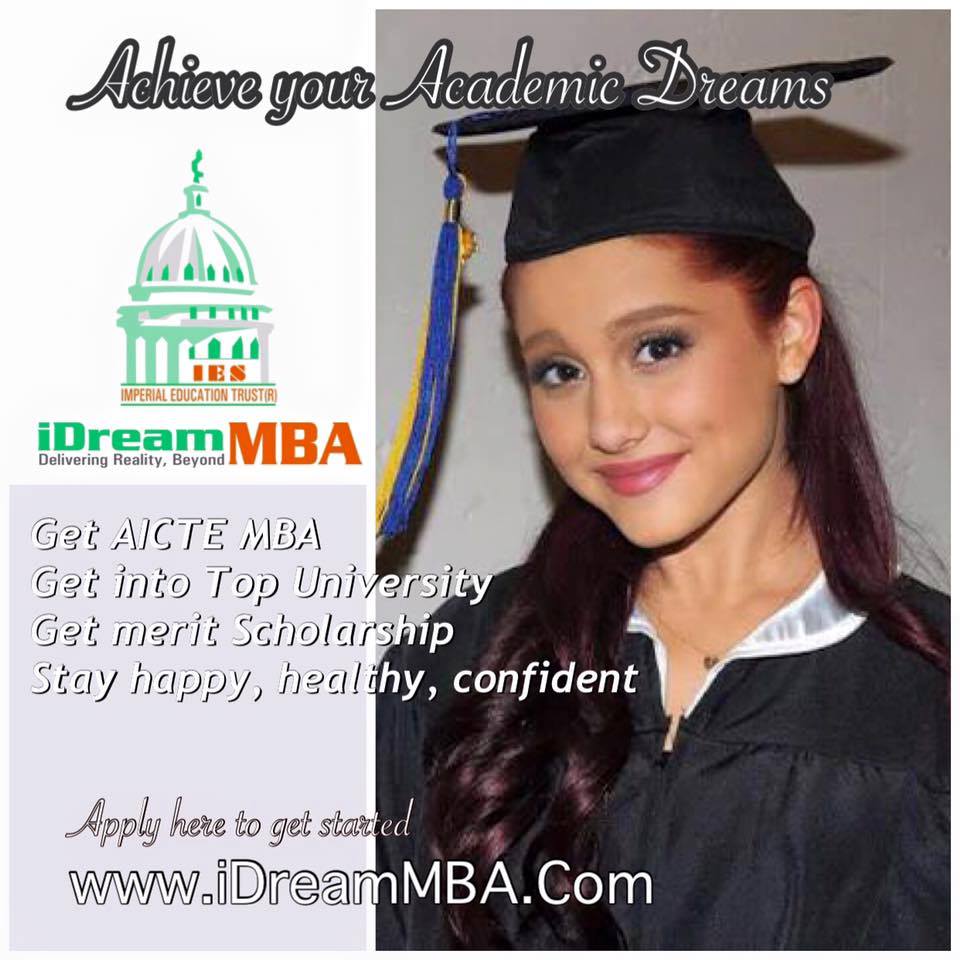 Achieve your Academic Dreams
IES
IMPERIAL EDUCATION TRUST(R)
iDreamMBA
Delivering Reality, Beyond
Get AICTE MBA
Get into Top University
Get merit Scholarship
Stay happy, healthy, confident
Apply here to get started
www.iDreamMBA.Com